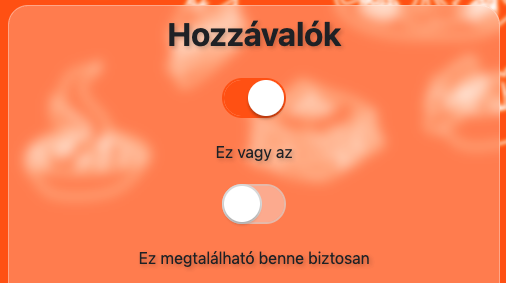 Hozzávalók
Ez vagy az
Ez megtalálható benne biztosan